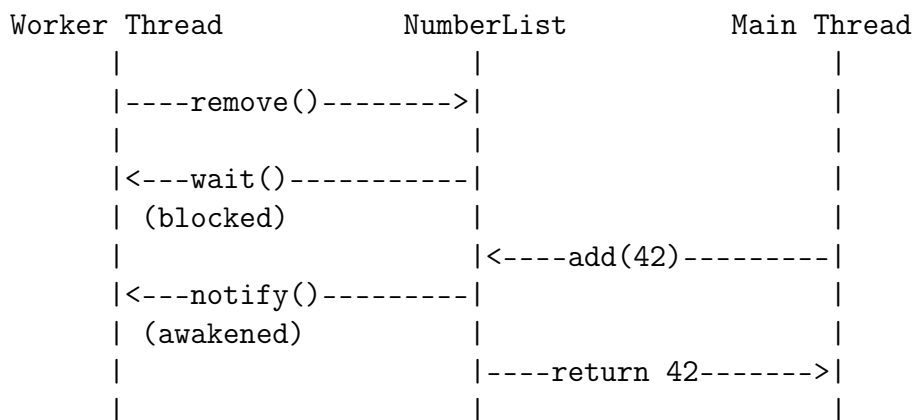 Worker Thread NumberList Main Thread
| | |
|----remove()-------->| |
| | |
|<---wait()-----------| |
| (blocked) | |
| |<----add(42)---------|
|<---notify()---------| |
| (awakened) | |
| |----return 42------->|
| | |